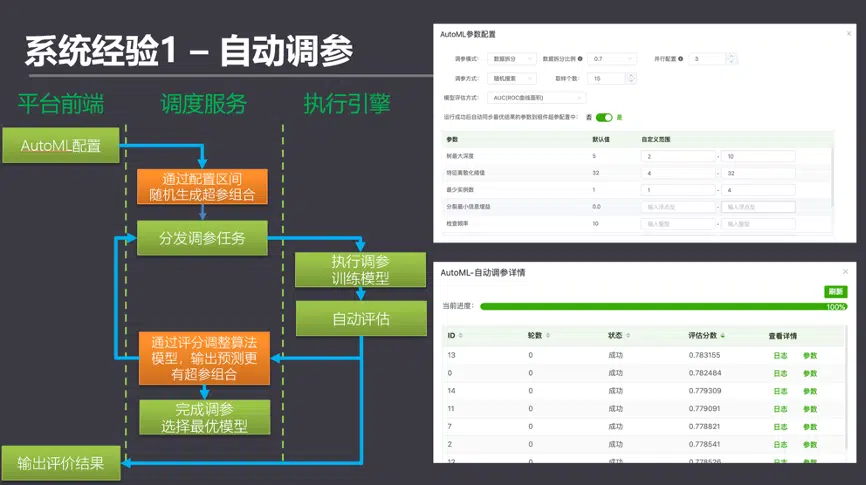 系统经验1 – 自动调参
平台前端
调度服务
执行引擎
AutoML配置
通过配置区间
随机生成超参组合
分发调参任务
执行调参
训练模型
自动评估
通过评分调整算法
模型，输出预测更
有超参组合
完成调参
选择最优模型
输出评价结果
AutoML参数配置
调参模式： 数据拆分 数据拆分比例 0.7 并行配置 3
调参方式： 随机搜索 取样个数： 15
模型评估方式： AUC(ROC曲线面积)
运行成功后自动同步最优结果的参数到组件超参配置中： 否 是
参数 默认值 自定义范围
树最大深度 5 2 - 10
特征离散化阈值 32 4 - 32
最少实例数 1 1 - 4
分裂最小信息增益 0.0 输入浮点型 - 输入浮点型
检查频率 10 输入整型 - 输入整型
AutoML-自动调参详情
刷新
当前进度： 100%
ID 轮数 状态 评估分数 查看详情
13 0 成功 0.783155 日志 参数
0 0 成功 0.782484 日志 参数
14 0 成功 0.779309 日志 参数
11 0 成功 0.779091 日志 参数
7 0 成功 0.778821 日志 参数
2 0 成功 0.778541 日志 参数
12 0 成功 0.778526 日志 参数